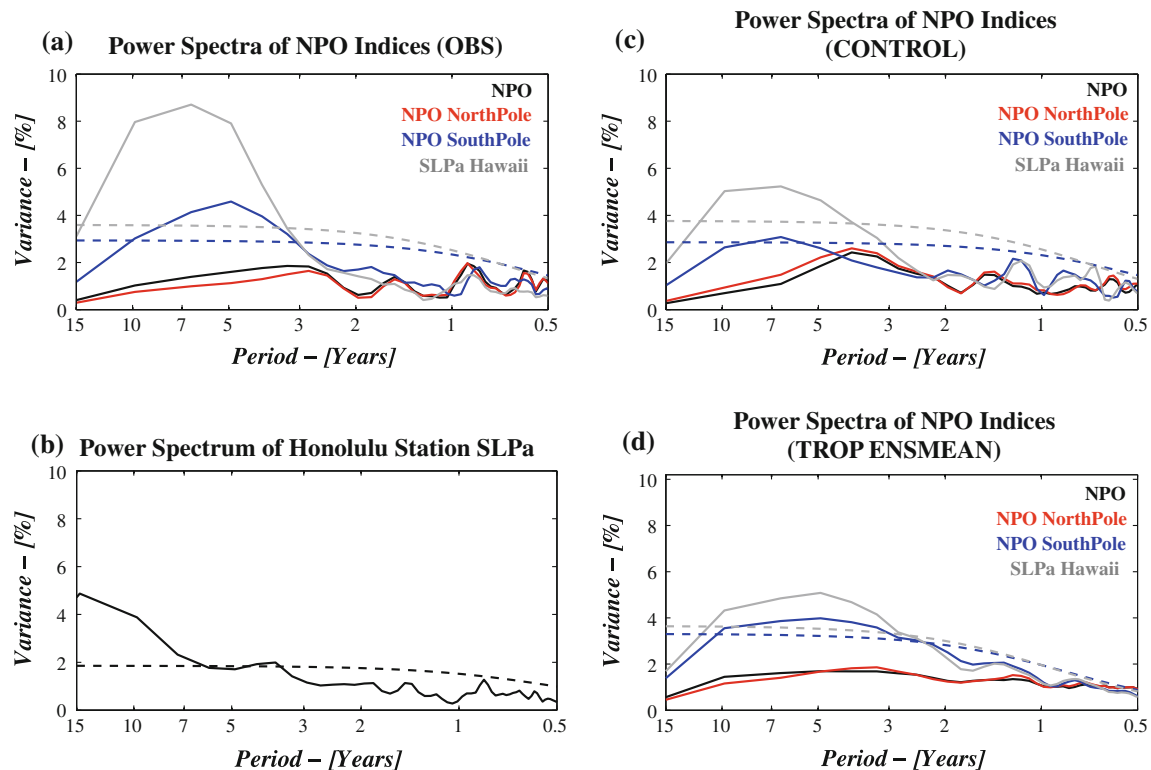 (a) Power Spectra of NPO Indices (OBS)
10
8
6
4
2
0
Variance – [%]
NPO
NPO NorthPole
NPO SouthPole
SLPa Hawaii
15 10 7 5 3 2 1 0.5
Period – [Years]
(c) Power Spectra of NPO Indices
(CONTROL)
10
8
6
4
2
0
Variance – [%]
NPO
NPO NorthPole
NPO SouthPole
SLPa Hawaii
15 10 7 5 3 2 1 0.5
Period – [Years]
(b) Power Spectrum of Honolulu Station SLPa
10
8
6
4
2
0
Variance – [%]
15 10 7 5 3 2 1 0.5
Period – [Years]
(d) Power Spectra of NPO Indices
(TROP ENSMEAN)
10
8
6
4
2
0
Variance – [%]
NPO
NPO NorthPole
NPO SouthPole
SLPa Hawaii
15 10 7 5 3 2 1 0.5
Period – [Years]